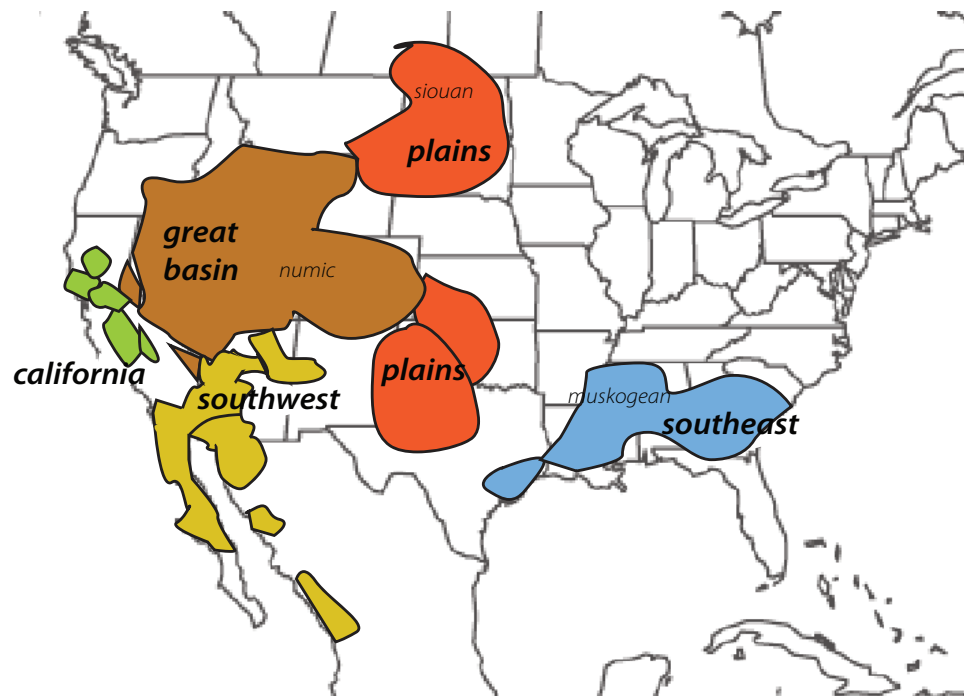 siouan
plains
great
basin
numic
california
southwest
plains
muskogean
southeast